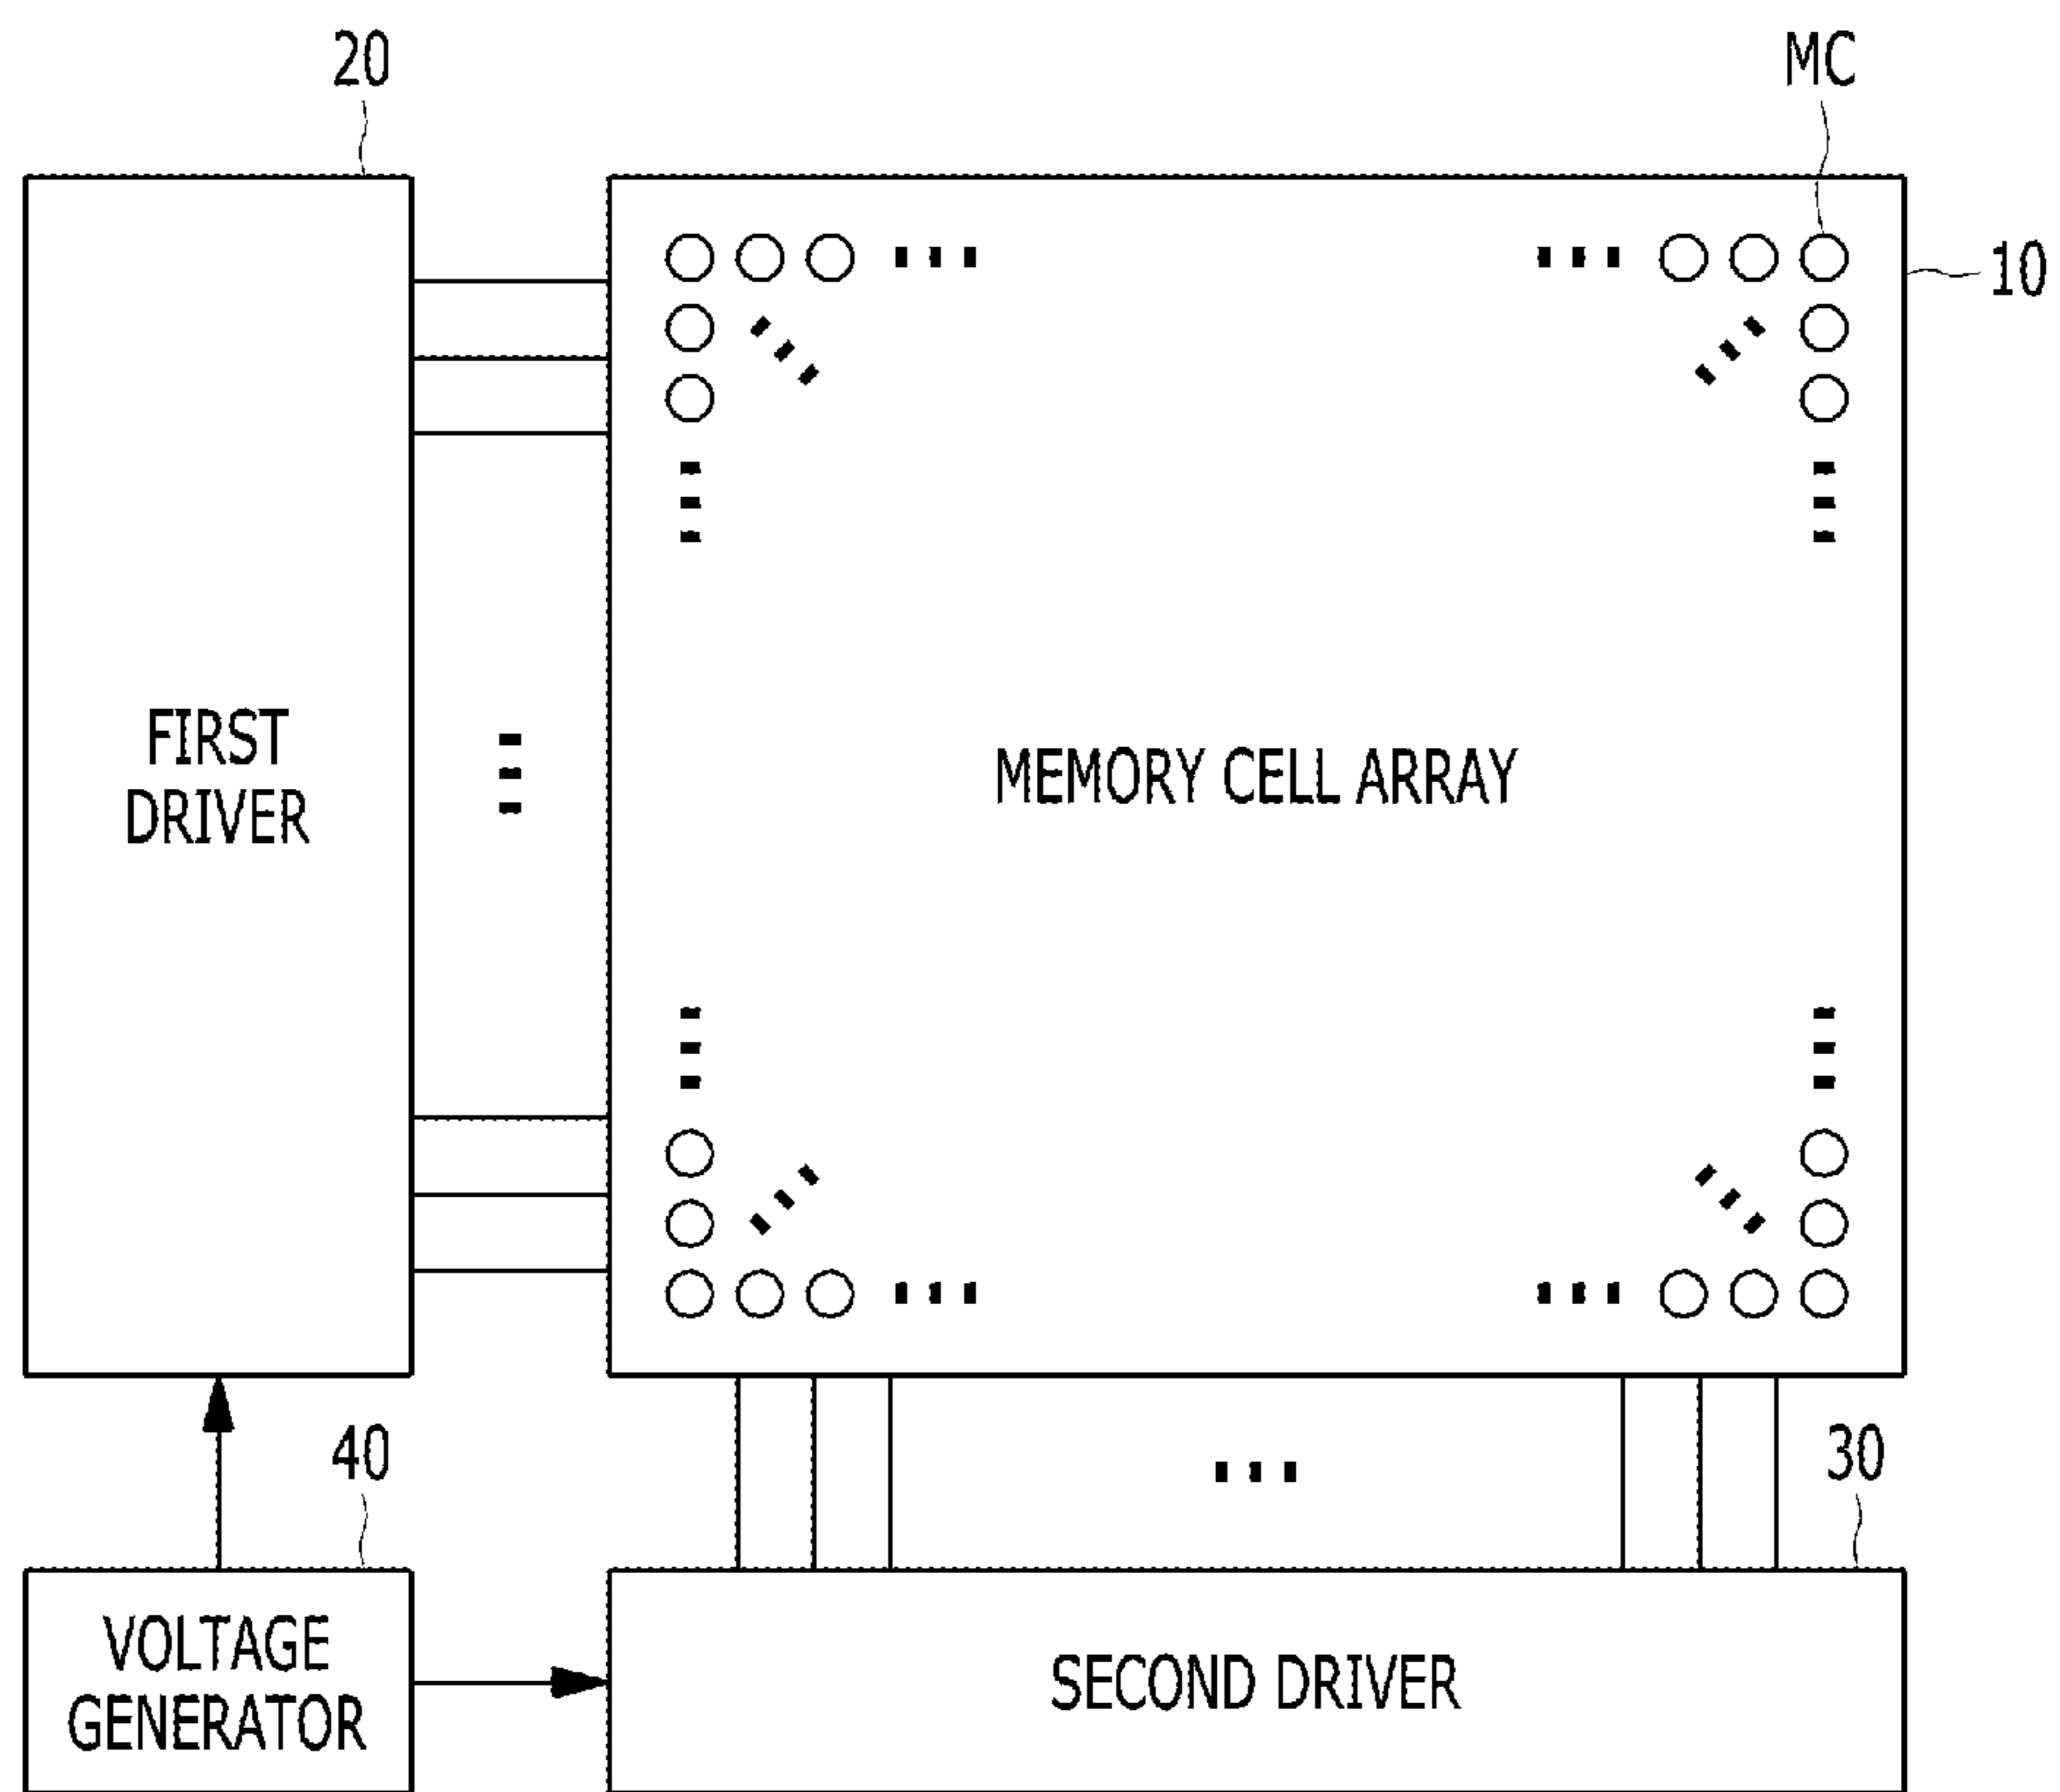 20
MC
10
FIRST
DRIVER
MEMORY CELL ARRAY
40
30
VOLTAGE
GENERATOR
SECOND DRIVER